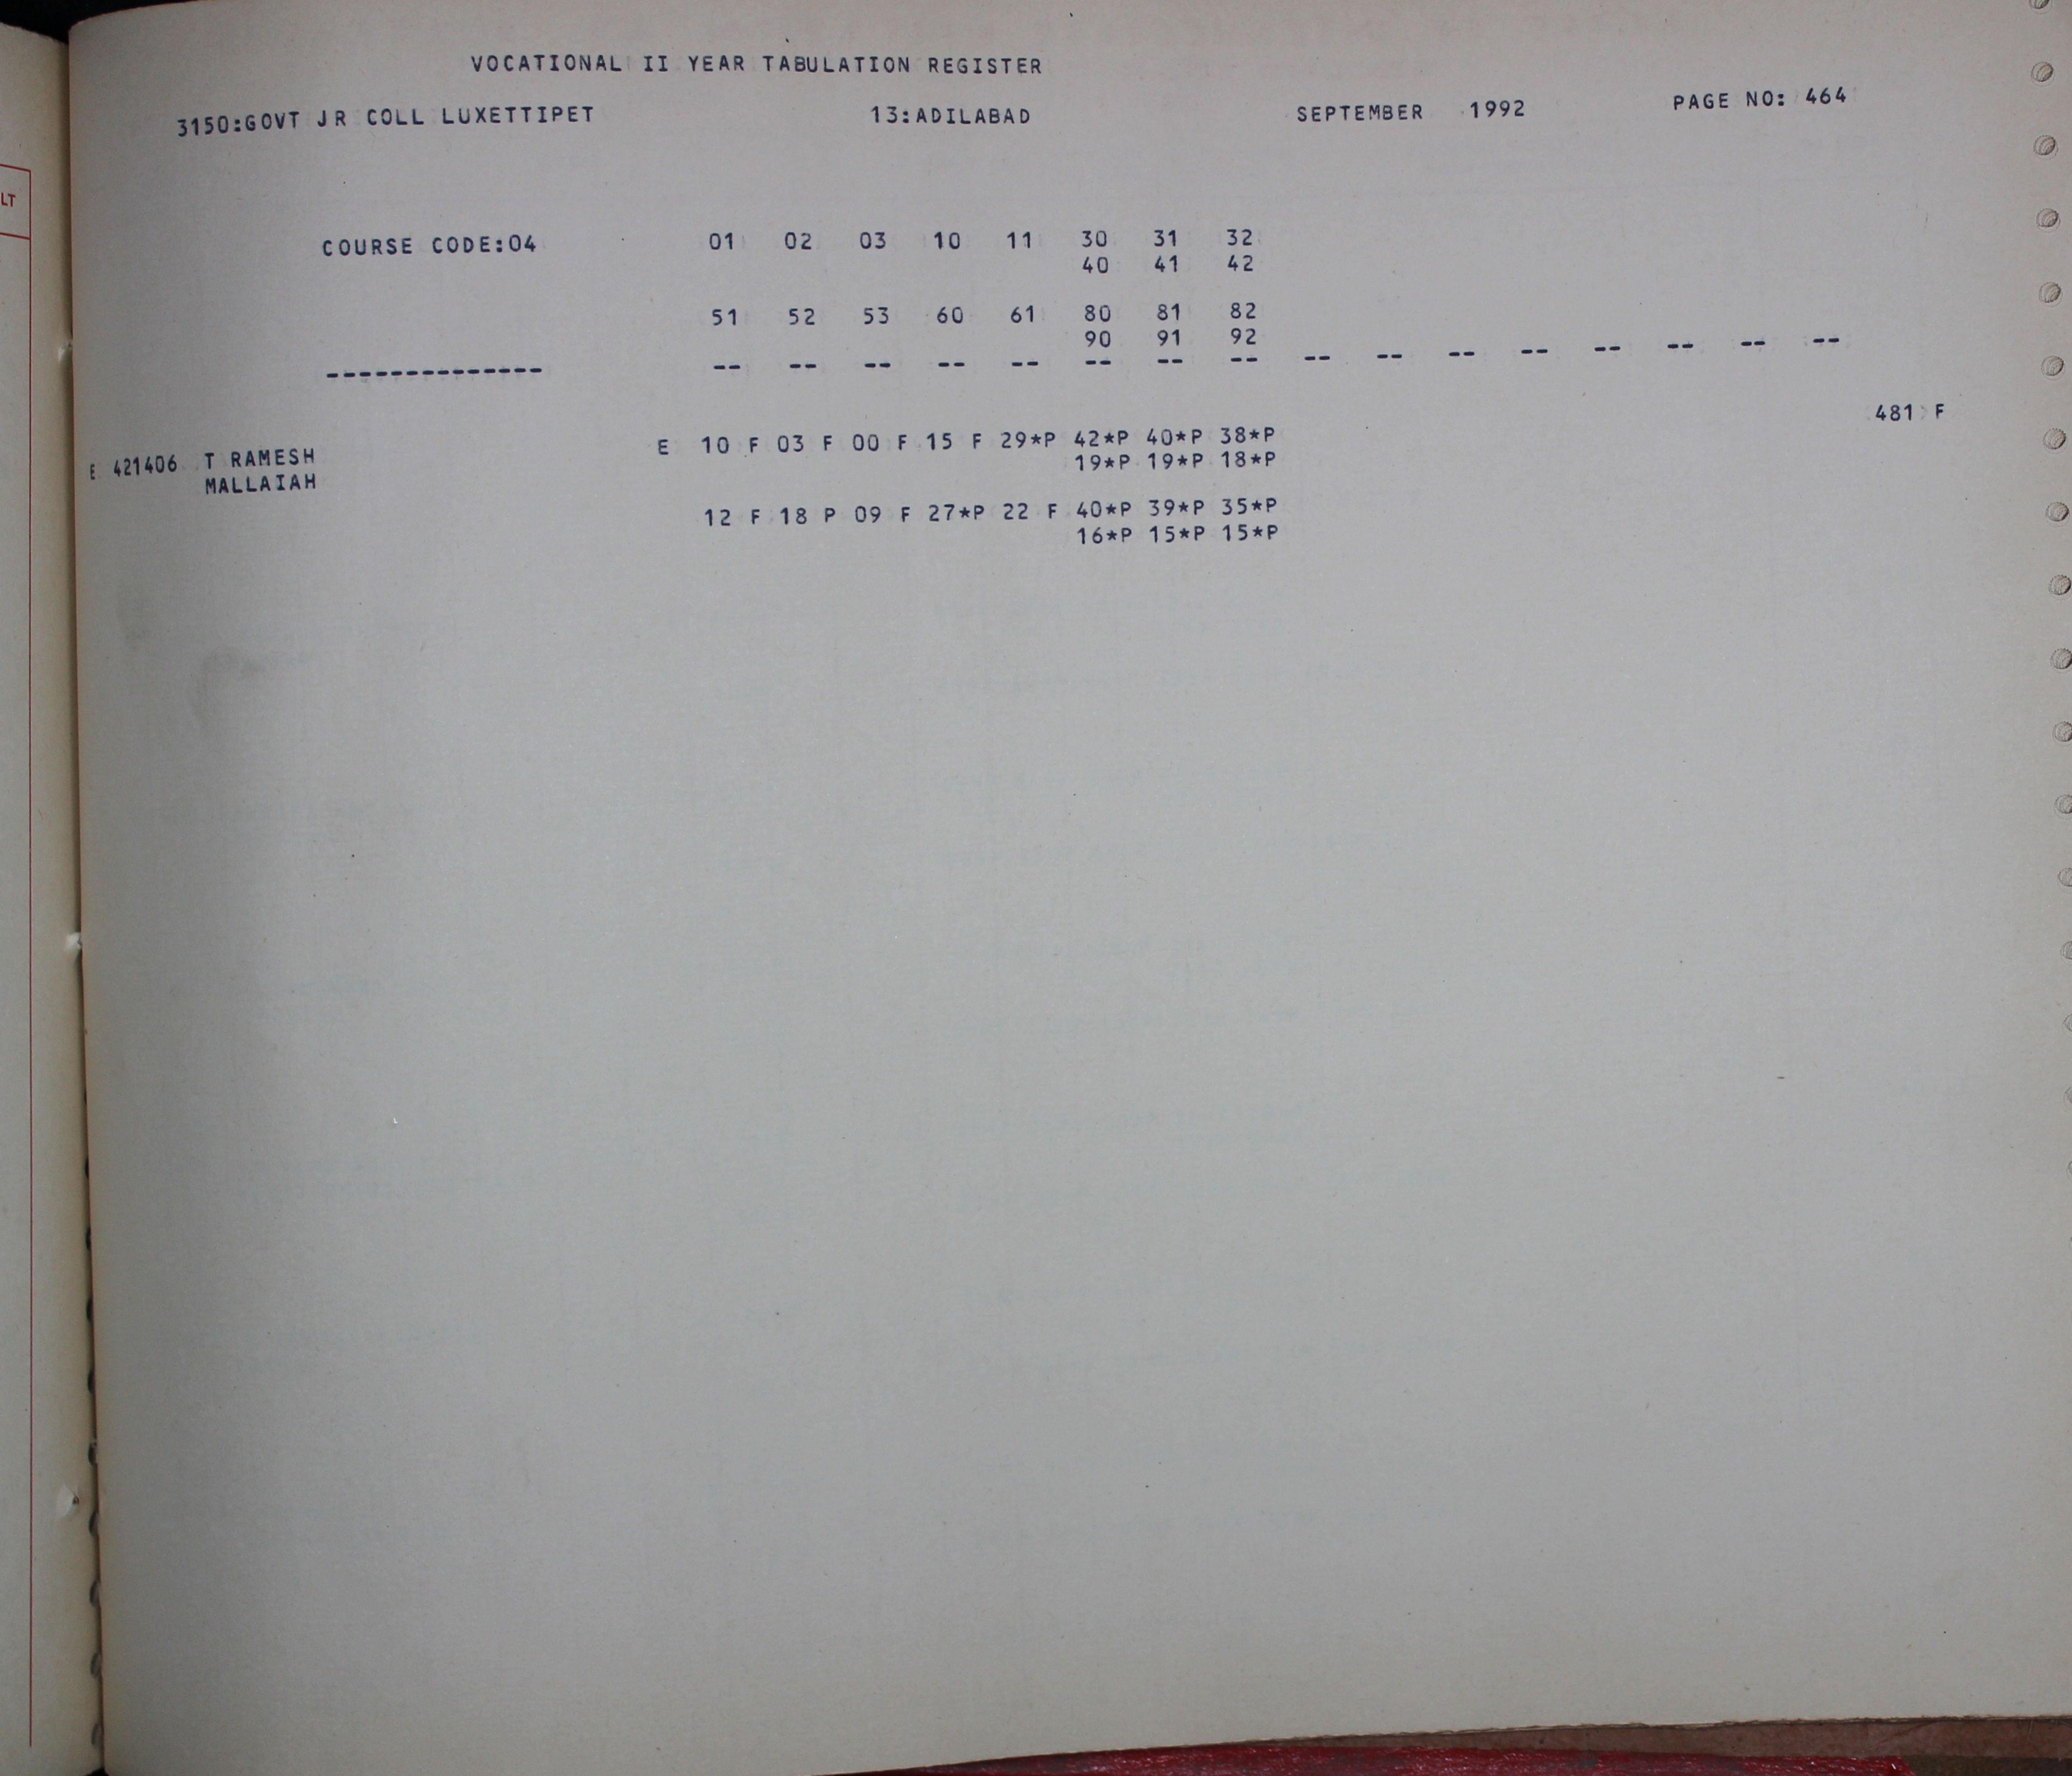 LT
VOCATIONAL II YEAR TABULATION REGISTER
3150:GOVT JR COLL LUXETTIPET 13:ADILABAD SEPTEMBER 1992 PAGE NO: 464
COURSE CODE:04 01 02 03 10 11 30 31 32
40 41 42
51 52 53 60 61 80 81 82
90 91 92
-------------- -- -- -- -- -- -- -- -- -- -- -- -- -- -- -- --
E 421406 T RAMESH E 10 F 03 F 00 F 15 F 29*P 42*P 40*P 38*P 481 F
MALLAIAH 19*P 19*P 18*P
12 F 18 P 09 F 27*P 22 F 40*P 39*P 35*P
16*P 15*P 15*P